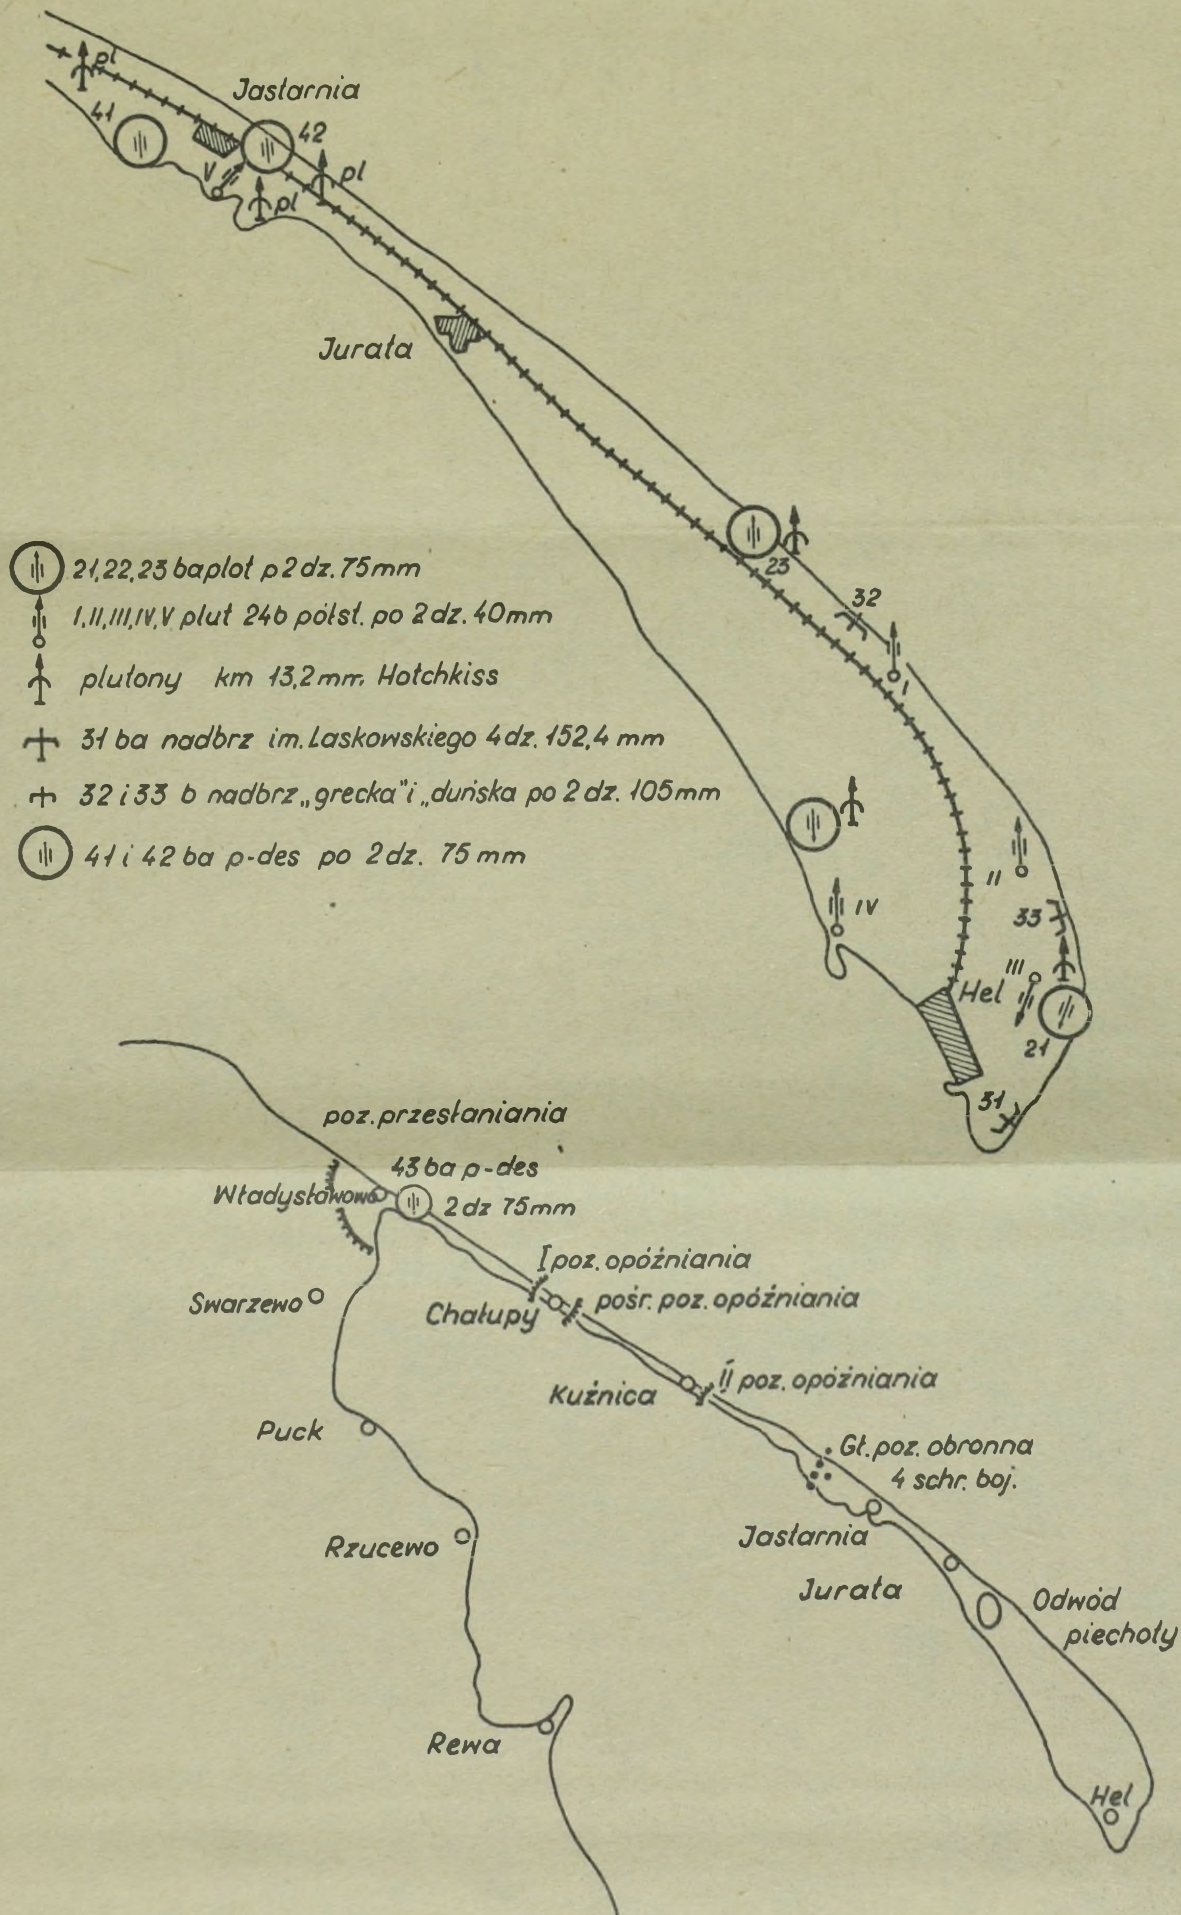 pl
Jastarnia
41
42
V
pl
pl
Jurata
23
32
I
21,22,23 baplot p 2 dz. 75mm
I,II,III,IV,V plut 24b półst. po 2 dz. 40mm
plutony km 13,2mm. Hotchkiss
31 ba nadbrz im. Laskowskiego 4 dz. 152,4 mm
32 i 33 b nadbrz „grecka" i „duńska po 2 dz. 105mm
41 i 42 ba p-des po 2 dz. 75 mm
II
IV
33
III
Hel
21
31
poz. przesłaniania
43 ba p-des
Władysławowo
2 dz 75mm
I poz. opóźniania
Swarzewo
pośr. poz. opóźniania
Chałupy
II poz. opóźniania
Kuźnica
Puck
Gł. poz. obronna
4 schr. boj.
Rzucewo
Jastarnia
Jurata
Odwód
piechoty
Rewa
Hel